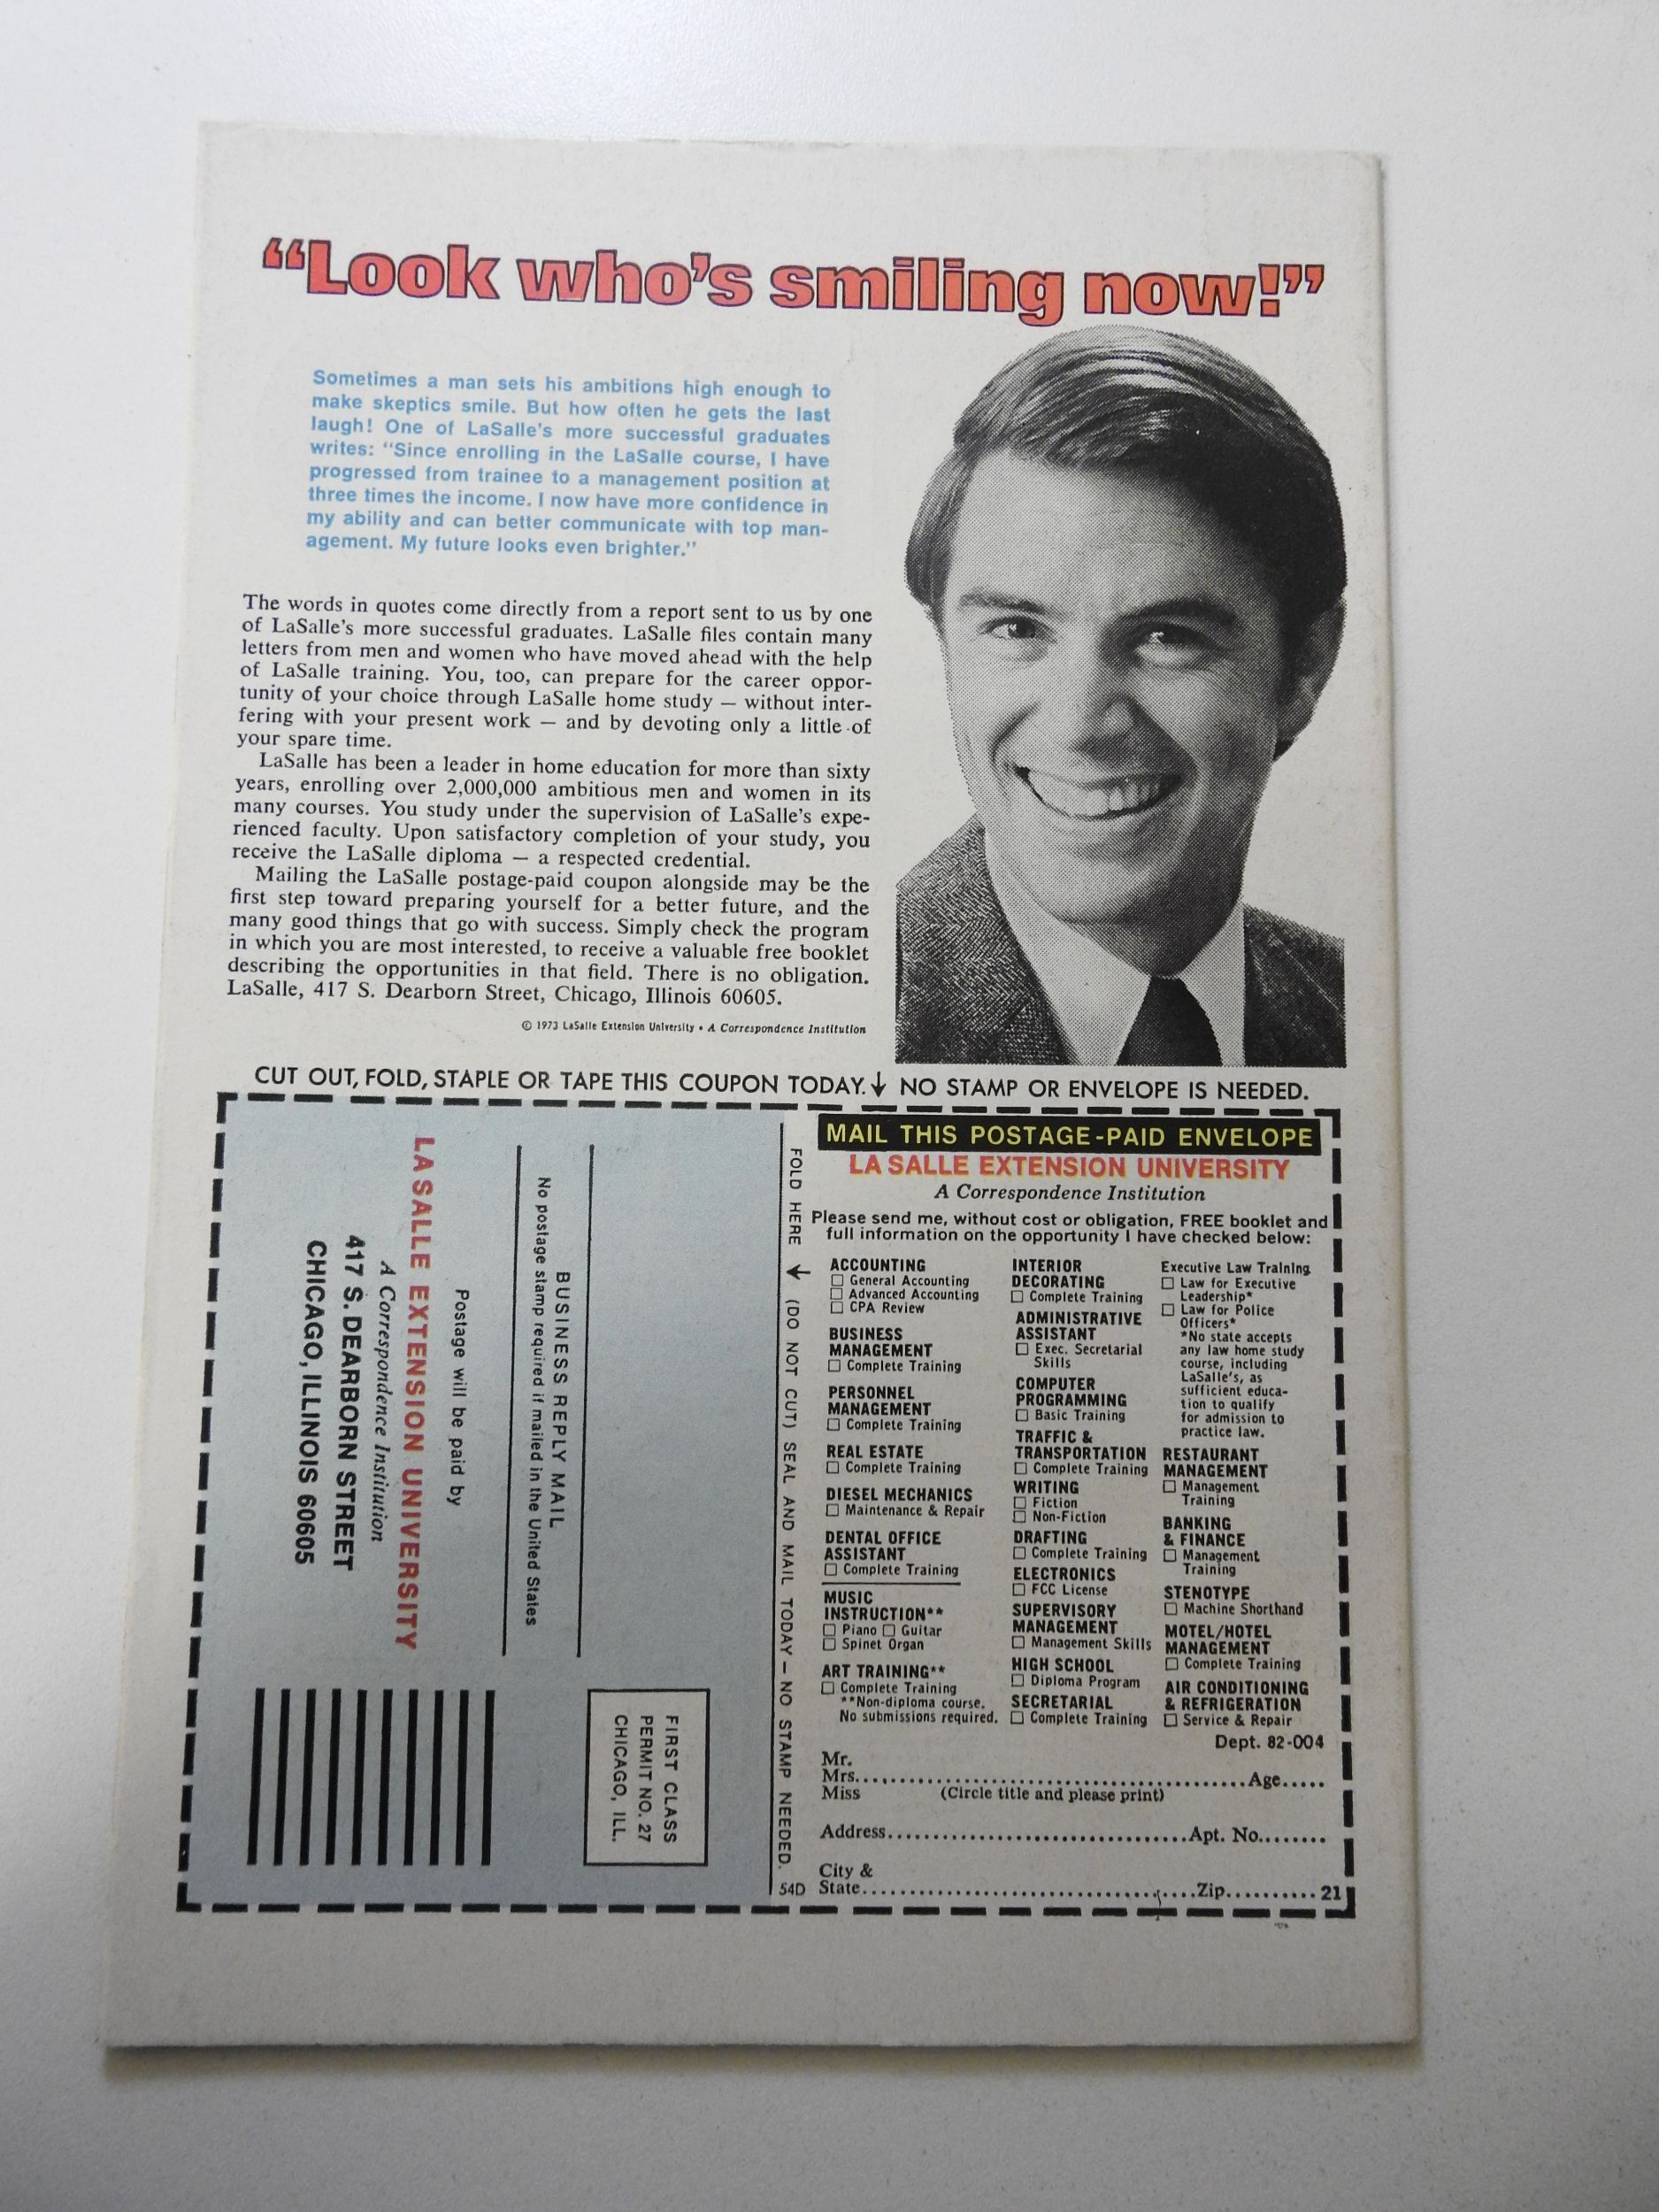 “Look who’s smiling now!”
Sometimes a man sets his ambitions high enough to
make skeptics smile. But how often he gets the last
laugh! One of LaSalle’s more successful graduates
writes: “Since enrolling in the LaSalle course, I have
progressed from trainee to a management position at
three times the income. I now have more confidence in
my ability and can better communicate with top man-
agement. My future looks even brighter.”
The words in quotes come directly from a report sent to us by one
of LaSalle’s more successful graduates. LaSalle files contain many
letters from men and women who have moved ahead with the help
of LaSalle training. You, too, can prepare for the career oppor-
tunity of your choice through LaSalle home study — without inter-
fering with your present work — and by devoting only a little of
your spare time.
LaSalle has been a leader in home education for more than sixty
years, enrolling over 2,000,000 ambitious men and women in its
many courses. You study under the supervision of LaSalle’s expe-
rienced faculty. Upon satisfactory completion of your study, you
receive the LaSalle diploma — a respected credential.
Mailing the LaSalle postage-paid coupon alongside may be the
first step toward preparing yourself for a better future, and the
many good things that go with success. Simply check the program
in which you are most interested, to receive a valuable free booklet
describing the opportunities in that field. There is no obligation.
LaSalle, 417 S. Dearborn Street, Chicago, Illinois 60605.
© 1973 LaSalle Extension University • A Correspondence Institution
CUT OUT, FOLD, STAPLE OR TAPE THIS COUPON TODAY.↓ NO STAMP OR ENVELOPE IS NEEDED.
FIRST CLASS
PERMIT NO. 27
CHICAGO, ILL.
BUSINESS REPLY MAIL
No postage stamp required if mailed in the United States
Postage will be paid by
LA SALLE EXTENSION UNIVERSITY
A Correspondence Institution
417 S. DEARBORN STREET
CHICAGO, ILLINOIS 60605
FOLD HERE → (DO NOT CUT) SEAL AND MAIL TODAY — NO STAMP NEEDED.
54D
MAIL THIS POSTAGE-PAID ENVELOPE
LA SALLE EXTENSION UNIVERSITY
A Correspondence Institution
Please send me, without cost or obligation, FREE booklet and
full information on the opportunity I have checked below:
ACCOUNTING
☐ General Accounting
☐ Advanced Accounting
☐ CPA Review
BUSINESS
MANAGEMENT
☐ Complete Training
PERSONNEL
MANAGEMENT
☐ Complete Training
REAL ESTATE
☐ Complete Training
DIESEL MECHANICS
☐ Maintenance & Repair
DENTAL OFFICE
ASSISTANT
☐ Complete Training
MUSIC
INSTRUCTION**
☐ Piano ☐ Guitar
☐ Spinet Organ
ART TRAINING**
☐ Complete Training
**Non-diploma course.
No submissions required.
INTERIOR
DECORATING
☐ Complete Training
ADMINISTRATIVE
ASSISTANT
☐ Exec. Secretarial
Skills
COMPUTER
PROGRAMMING
☐ Basic Training
TRAFFIC &
TRANSPORTATION
☐ Complete Training
WRITING
☐ Fiction
☐ Non-Fiction
DRAFTING
☐ Complete Training
ELECTRONICS
☐ FCC License
SUPERVISORY
MANAGEMENT
☐ Management Skills
HIGH SCHOOL
☐ Diploma Program
SECRETARIAL
☐ Complete Training
Executive Law Training
☐ Law for Executive
Leadership*
☐ Law for Police
Officers*
*No state accepts
any law home study
course, including
LaSalle’s, as
sufficient educa-
tion to qualify
for admission to
practice law.
RESTAURANT
MANAGEMENT
☐ Management
Training
BANKING
& FINANCE
☐ Management
Training
STENOTYPE
☐ Machine Shorthand
MOTEL/HOTEL
MANAGEMENT
☐ Complete Training
AIR CONDITIONING
& REFRIGERATION
☐ Service & Repair
Dept. 82-004
Mr.
Mrs.....................................................Age.....
Miss (Circle title and please print)
Address........................................Apt. No........
City &
State..............................................Zip.......... 21